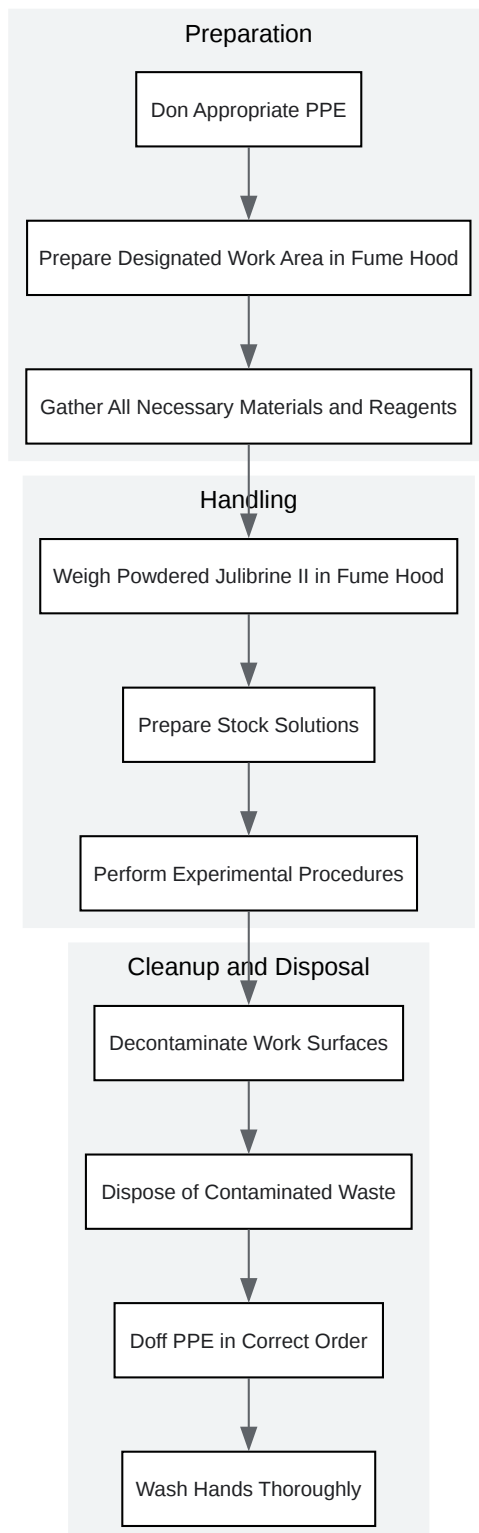 Preparation
Don Appropriate PPE
Prepare Designated Work Area in Fume Hood
Gather All Necessary Materials and Reagents
Handling
Weigh Powdered Julibrine II in Fume Hood
Prepare Stock Solutions
Perform Experimental Procedures
Cleanup and Disposal
Decontaminate Work Surfaces
Dispose of Contaminated Waste
Doff PPE in Correct Order
Wash Hands Thoroughly